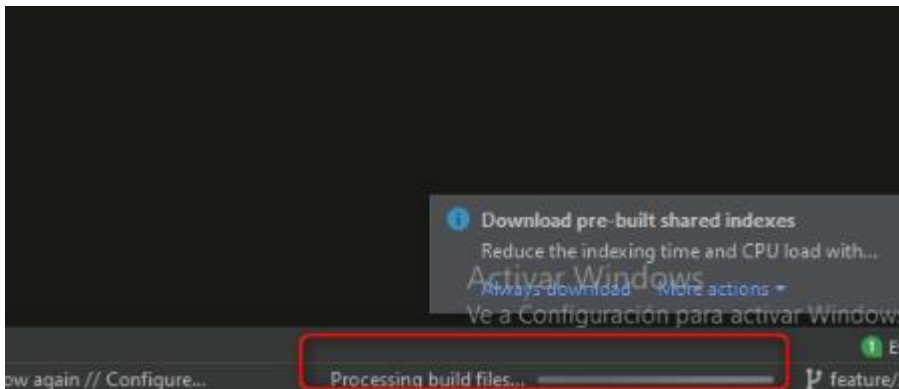 Download pre-built shared indexes
Reduce the indexing time and CPU load with...
Activar Windows
Always download More actions
Ve a Configuración para activar Windows
1 E
ow again // Configure...
Processing build files...
feature/